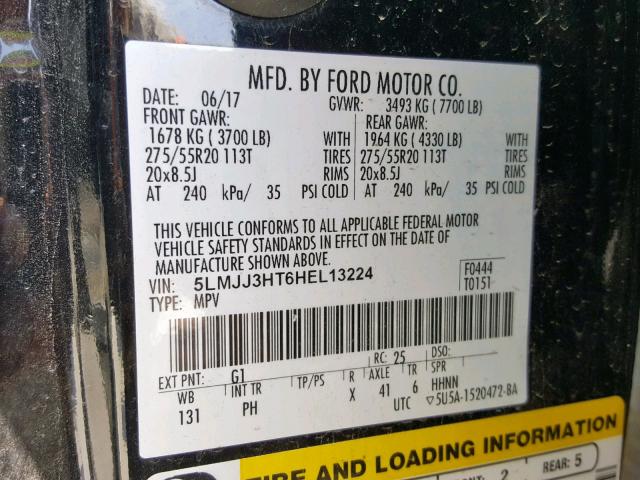 MFD. BY FORD MOTOR CO.
DATE: 06/17 GVWR: 3493 KG ( 7700 LB)
FRONT GAWR: REAR GAWR:
1678 KG ( 3700 LB) WITH 1964 KG ( 4330 LB) WITH
275/55R20 113T TIRES 275/55R20 113T TIRES
20x8.5J RIMS 20x8.5J RIMS
AT 240 kPa/ 35 PSI COLD AT 240 kPa/ 35 PSI COLD
THIS VEHICLE CONFORMS TO ALL APPLICABLE FEDERAL MOTOR
VEHICLE SAFETY STANDARDS IN EFFECT ON THE DATE OF
MANUFACTURE SHOWN ABOVE.
VIN: 5LMJJ3HT6HEL13224 F0444
TYPE: MPV T0151
EXT PNT: G1 RC: 25 DSO:
WB INT TR TP/PS R AXLE TR SPR
131 PH X 41 6 HHNN
UTC ▽5U5A-1520472-BA
TIRE AND LOADING INFORMATION
2 REAR: 5